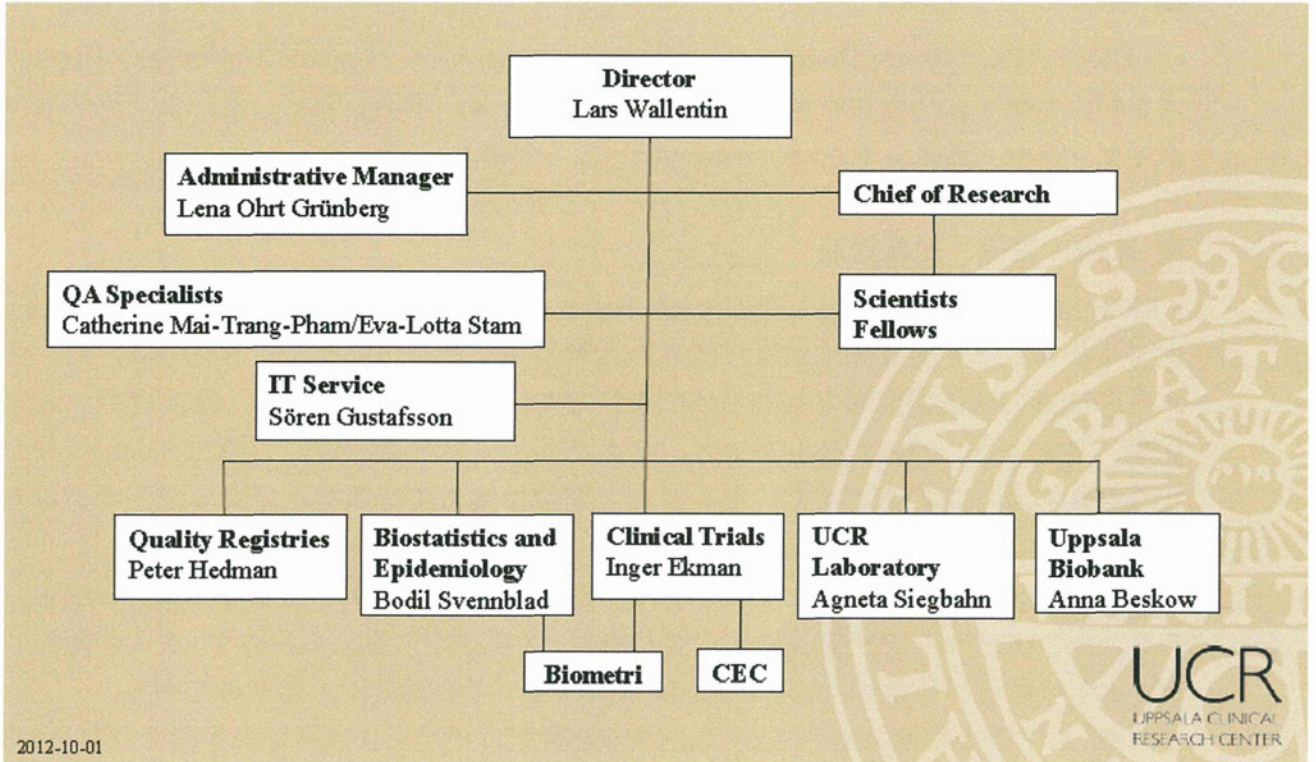 Director
Lars Wallentin
Administrative Manager
Lena Ohrt Grünberg
Chief of Research
QA Specialists
Catherine Mai-Trang-Pham/Eva-Lotta Stam
Scientists
Fellows
IT Service
Sören Gustafsson
Quality Registries
Peter Hedman
Biostatistics and
Epidemiology
Bodil Svennblad
Clinical Trials
Inger Ekman
UCR
Laboratory
Agneta Siegbahn
Uppsala
Biobank
Anna Beskow
Biometri
CEC
UCR
UPPSALA CLINICAL
RESEARCH CENTER
2012-10-01